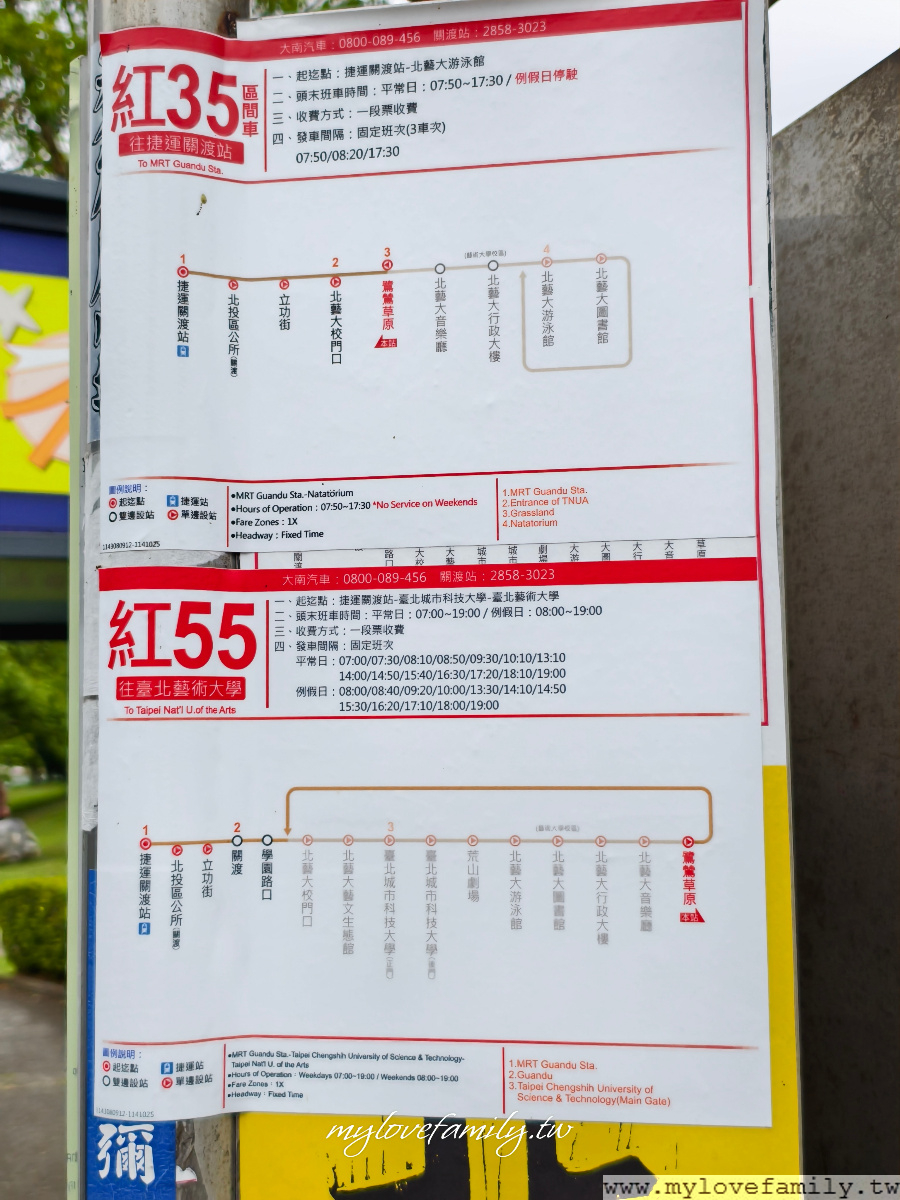 大南汽車：0800-089-456 關渡站：2858-3023
紅35 區間車
往捷運關渡站
To MRT Guandu Sta.
一、起迄點：捷運關渡站-北藝大游泳館
二、頭末班車時間：平常日：07:50~17:30 / 例假日停駛
三、收費方式：一段票收費
四、發車間隔：固定班次(3車次)
07:50/08:20/17:30
1 捷運關渡站
北投區公所(關渡)
立功街
2 北藝大校門口
3 鷺鷥草原 本站
北藝大音樂廳
(藝術大學校區)
北藝大行政大樓
4 北藝大游泳館
北藝大圖書館
圖例說明：
起迄點 捷運站
雙邊設站 單邊設站
1143080912-1141025
●MRT Guandu Sta.-Natatorium
●Hours of Operation：07:50~17:30 *No Service on Weekends
●Fare Zones：1X
●Headway：Fixed Time
1.MRT Guandu Sta.
2.Entrance of TNUA
3.Grassland
4.Natatorium
大南汽車：0800-089-456 關渡站：2858-3023
紅55
往臺北藝術大學
To Taipei Nat'l U.of the Arts
一、起迄點：捷運關渡站-臺北城市科技大學-臺北藝術大學
二、頭末班車時間：平常日：07:00~19:00 / 例假日：08:00~19:00
三、收費方式：一段票收費
四、發車間隔：固定班次
平常日：07:00/07:30/08:10/08:50/09:30/10:10/13:10
14:00/14:50/15:40/16:30/17:20/18:10/19:00
例假日：08:00/08:40/09:20/10:00/13:30/14:10/14:50
15:30/16:20/17:10/18:00/19:00
1 捷運關渡站
北投區公所(關渡)
立功街
2 關渡
學園路口
北藝大校門口
北藝大藝文生態館
3 臺北城市科技大學(正門)
臺北城市科技大學(後門)
荒山劇場
北藝大游泳館
(藝術大學校區)
北藝大圖書館
北藝大行政大樓
北藝大音樂廳
鷺鷥草原 本站
圖例說明：
起迄點 捷運站
雙邊設站 單邊設站
1143080912-1141025
●MRT Guandu Sta.-Taipei Chengshih University of Science & Technology-
Taipei Nat'l U. of the Arts
●Hours of Operation：Weekdays 07:00~19:00 / Weekends 08:00~19:00
●Fare Zones：1X
●Headway：Fixed Time
1.MRT Guandu Sta.
2.Guandu
3.Taipei Chengshih University of
Science & Technology(Main Gate)
彌
mylovefamily.tw
www.mylovefamily.tw